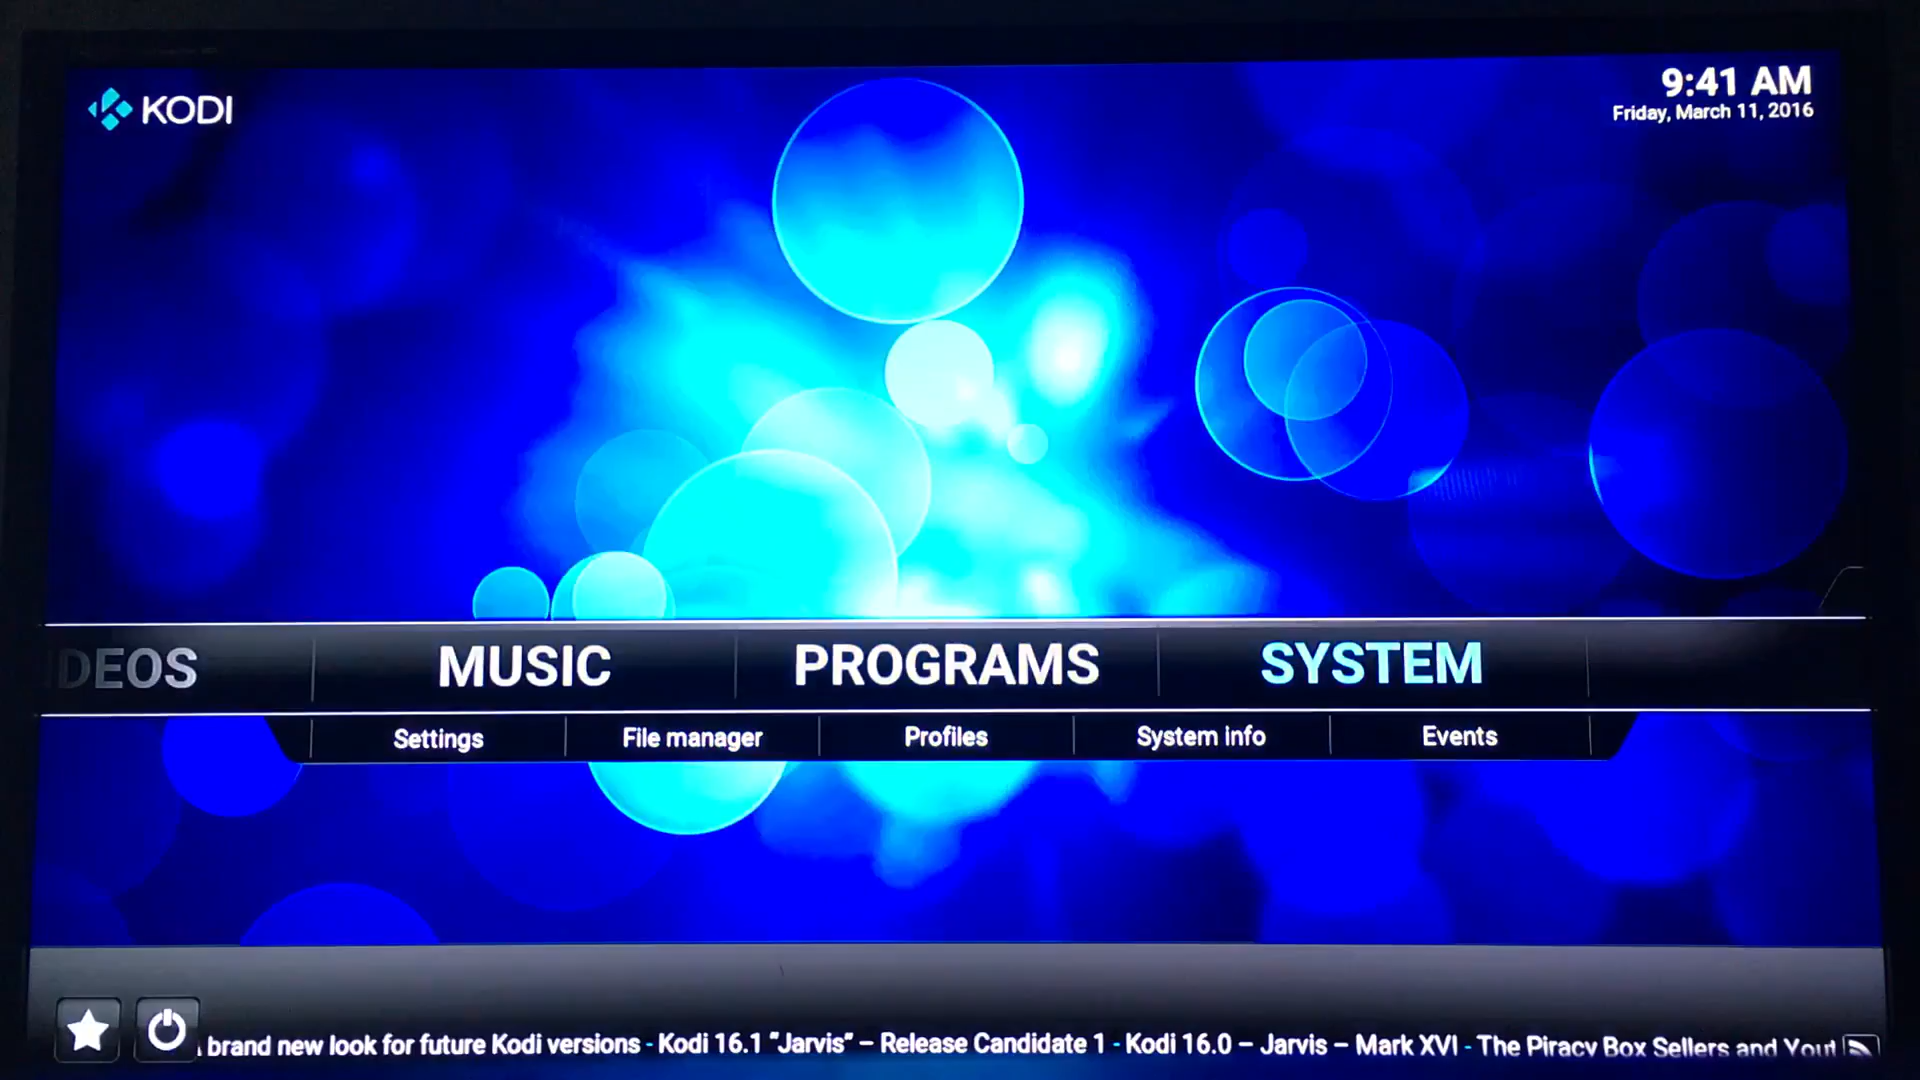 KODI
9:41 AM
Friday, March 11, 2016
IDEOS
MUSIC
PROGRAMS
SYSTEM
Settings
File manager
Profiles
System info
Events
brand new look for future Kodi versions - Kodi 16.1 "Jarvis" – Release Candidate 1 - Kodi 16.0 – Jarvis – Mark XVI - The Piracy Box Sellers and Yout